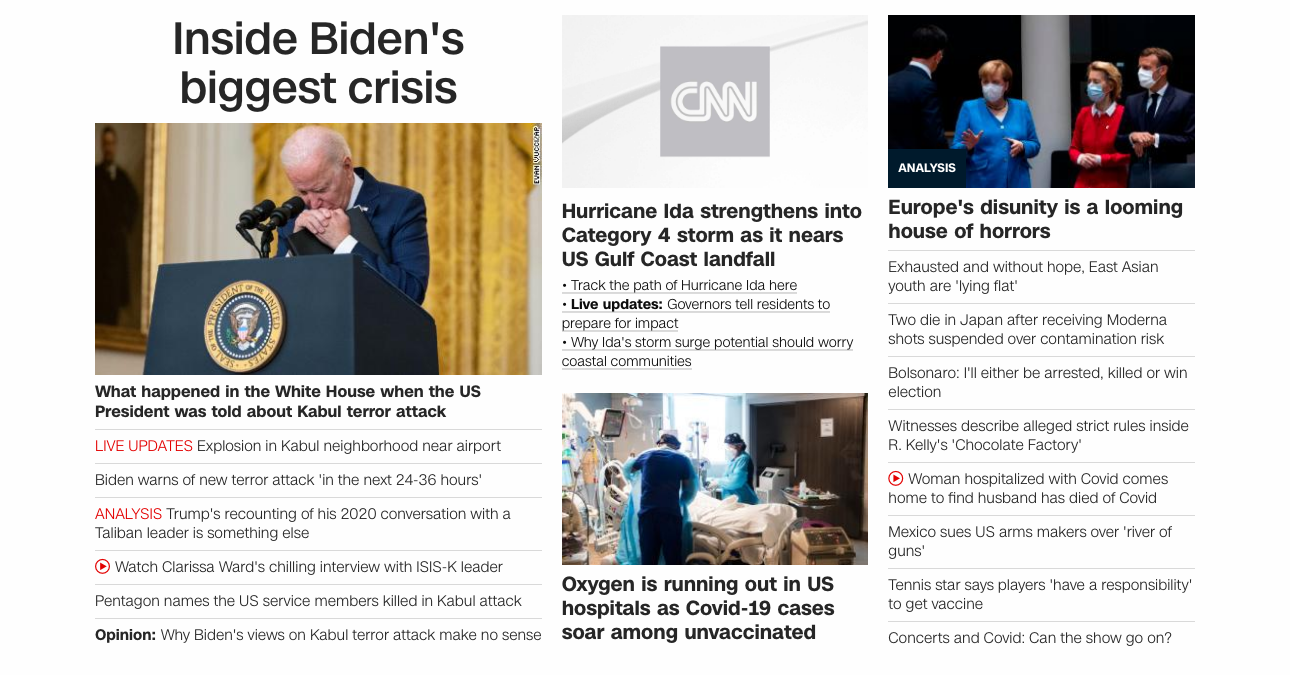 Inside Biden's
biggest crisis
EVAN VUCCI/AP
What happened in the White House when the US
President was told about Kabul terror attack
LIVE UPDATES Explosion in Kabul neighborhood near airport
Biden warns of new terror attack 'in the next 24-36 hours'
ANALYSIS Trump's recounting of his 2020 conversation with a
Taliban leader is something else
Watch Clarissa Ward's chilling interview with ISIS-K leader
Pentagon names the US service members killed in Kabul attack
Opinion: Why Biden's views on Kabul terror attack make no sense
CNN
Hurricane Ida strengthens into
Category 4 storm as it nears
US Gulf Coast landfall
• Track the path of Hurricane Ida here
• Live updates: Governors tell residents to
prepare for impact
• Why Ida's storm surge potential should worry
coastal communities
Oxygen is running out in US
hospitals as Covid-19 cases
soar among unvaccinated
ANALYSIS
Europe's disunity is a looming
house of horrors
Exhausted and without hope, East Asian
youth are 'lying flat'
Two die in Japan after receiving Moderna
shots suspended over contamination risk
Bolsonaro: I'll either be arrested, killed or win
election
Witnesses describe alleged strict rules inside
R. Kelly's 'Chocolate Factory'
Woman hospitalized with Covid comes
home to find husband has died of Covid
Mexico sues US arms makers over 'river of
guns'
Tennis star says players 'have a responsibility'
to get vaccine
Concerts and Covid: Can the show go on?